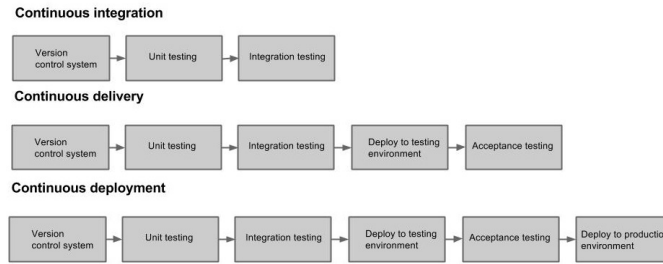 Continuous integration
Version
control system
Unit testing
Integration testing
Continuous delivery
Version
control system
Unit testing
Integration testing
Deploy to testing
environment
Acceptance testing
Continuous deployment
Version
control system
Unit testing
Integration testing
Deploy to testing
environment
Acceptance testing
Deploy to productio
environment